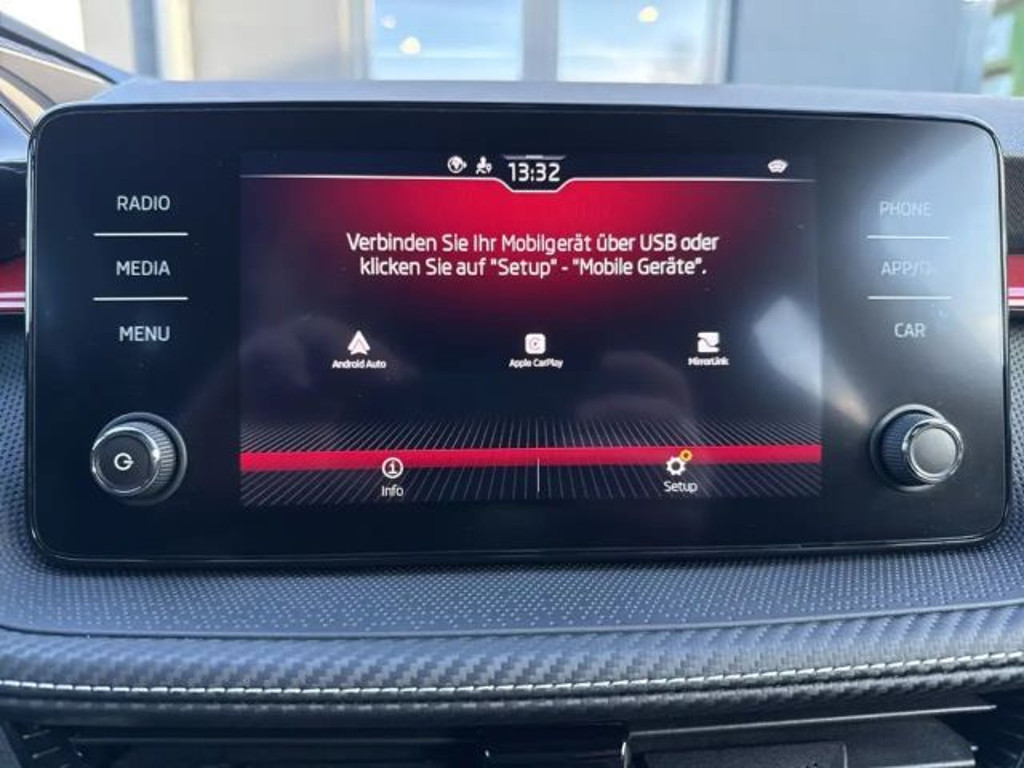 13:32
RADIO
MEDIA
MENU
Verbinden Sie Ihr Mobilgerät über USB oder
klicken Sie auf "Setup" - "Mobile Geräte".
Android Auto
Apple CarPlay
MirrorLink
Info
Setup
PHONE
CAR